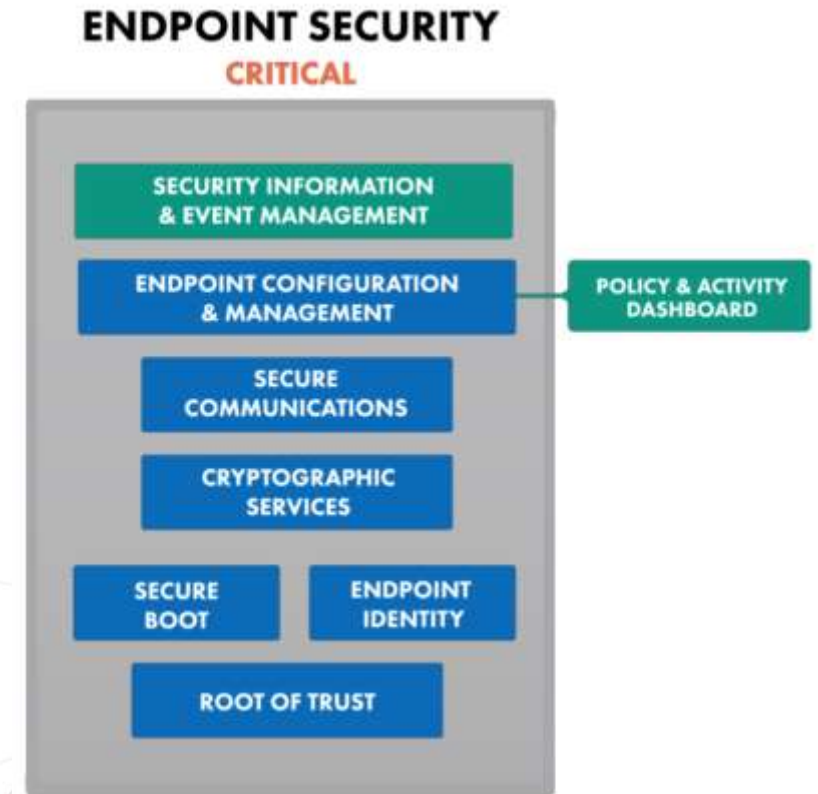 ENDPOINT SECURITY
CRITICAL
SECURITY INFORMATION
& EVENT MANAGEMENT
ENDPOINT CONFIGURATION
& MANAGEMENT
POLICY & ACTIVITY
DASHBOARD
SECURE
COMMUNICATIONS
CRYPTOGRAPHIC
SERVICES
SECURE
BOOT
ENDPOINT
IDENTITY
ROOT OF TRUST